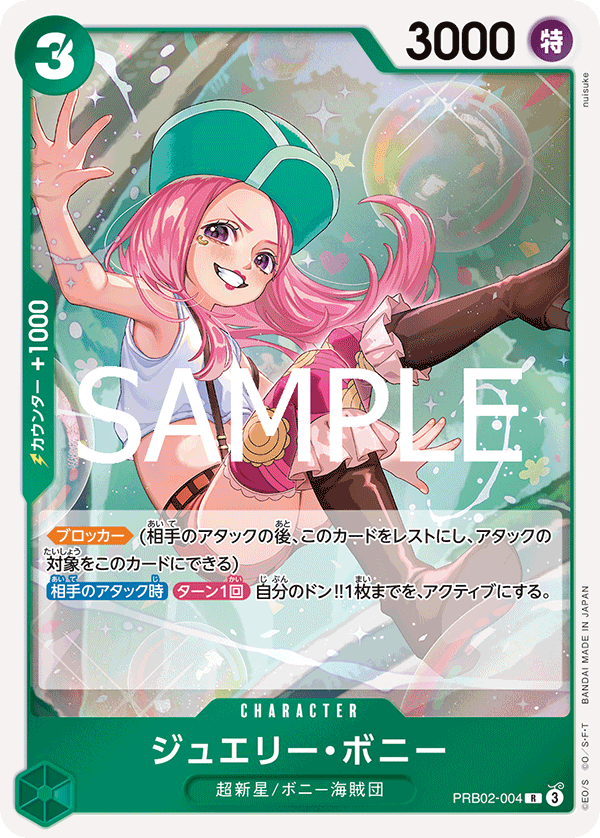 3
3000
特
nuisuke
カウンター +1000
SAMPLE
ブロッカー (相手のアタックの後、このカードをレストにし、アタックの
対象をこのカードにできる)
相手のアタック時 ターン1回 自分のドン!!1枚までを、アクティブにする。
CHARACTER
ジュエリー・ボニー
超新星/ボニー海賊団
PRB02-004 R 3
©E/S ©O/S・F・T BANDAI MADE IN JAPAN